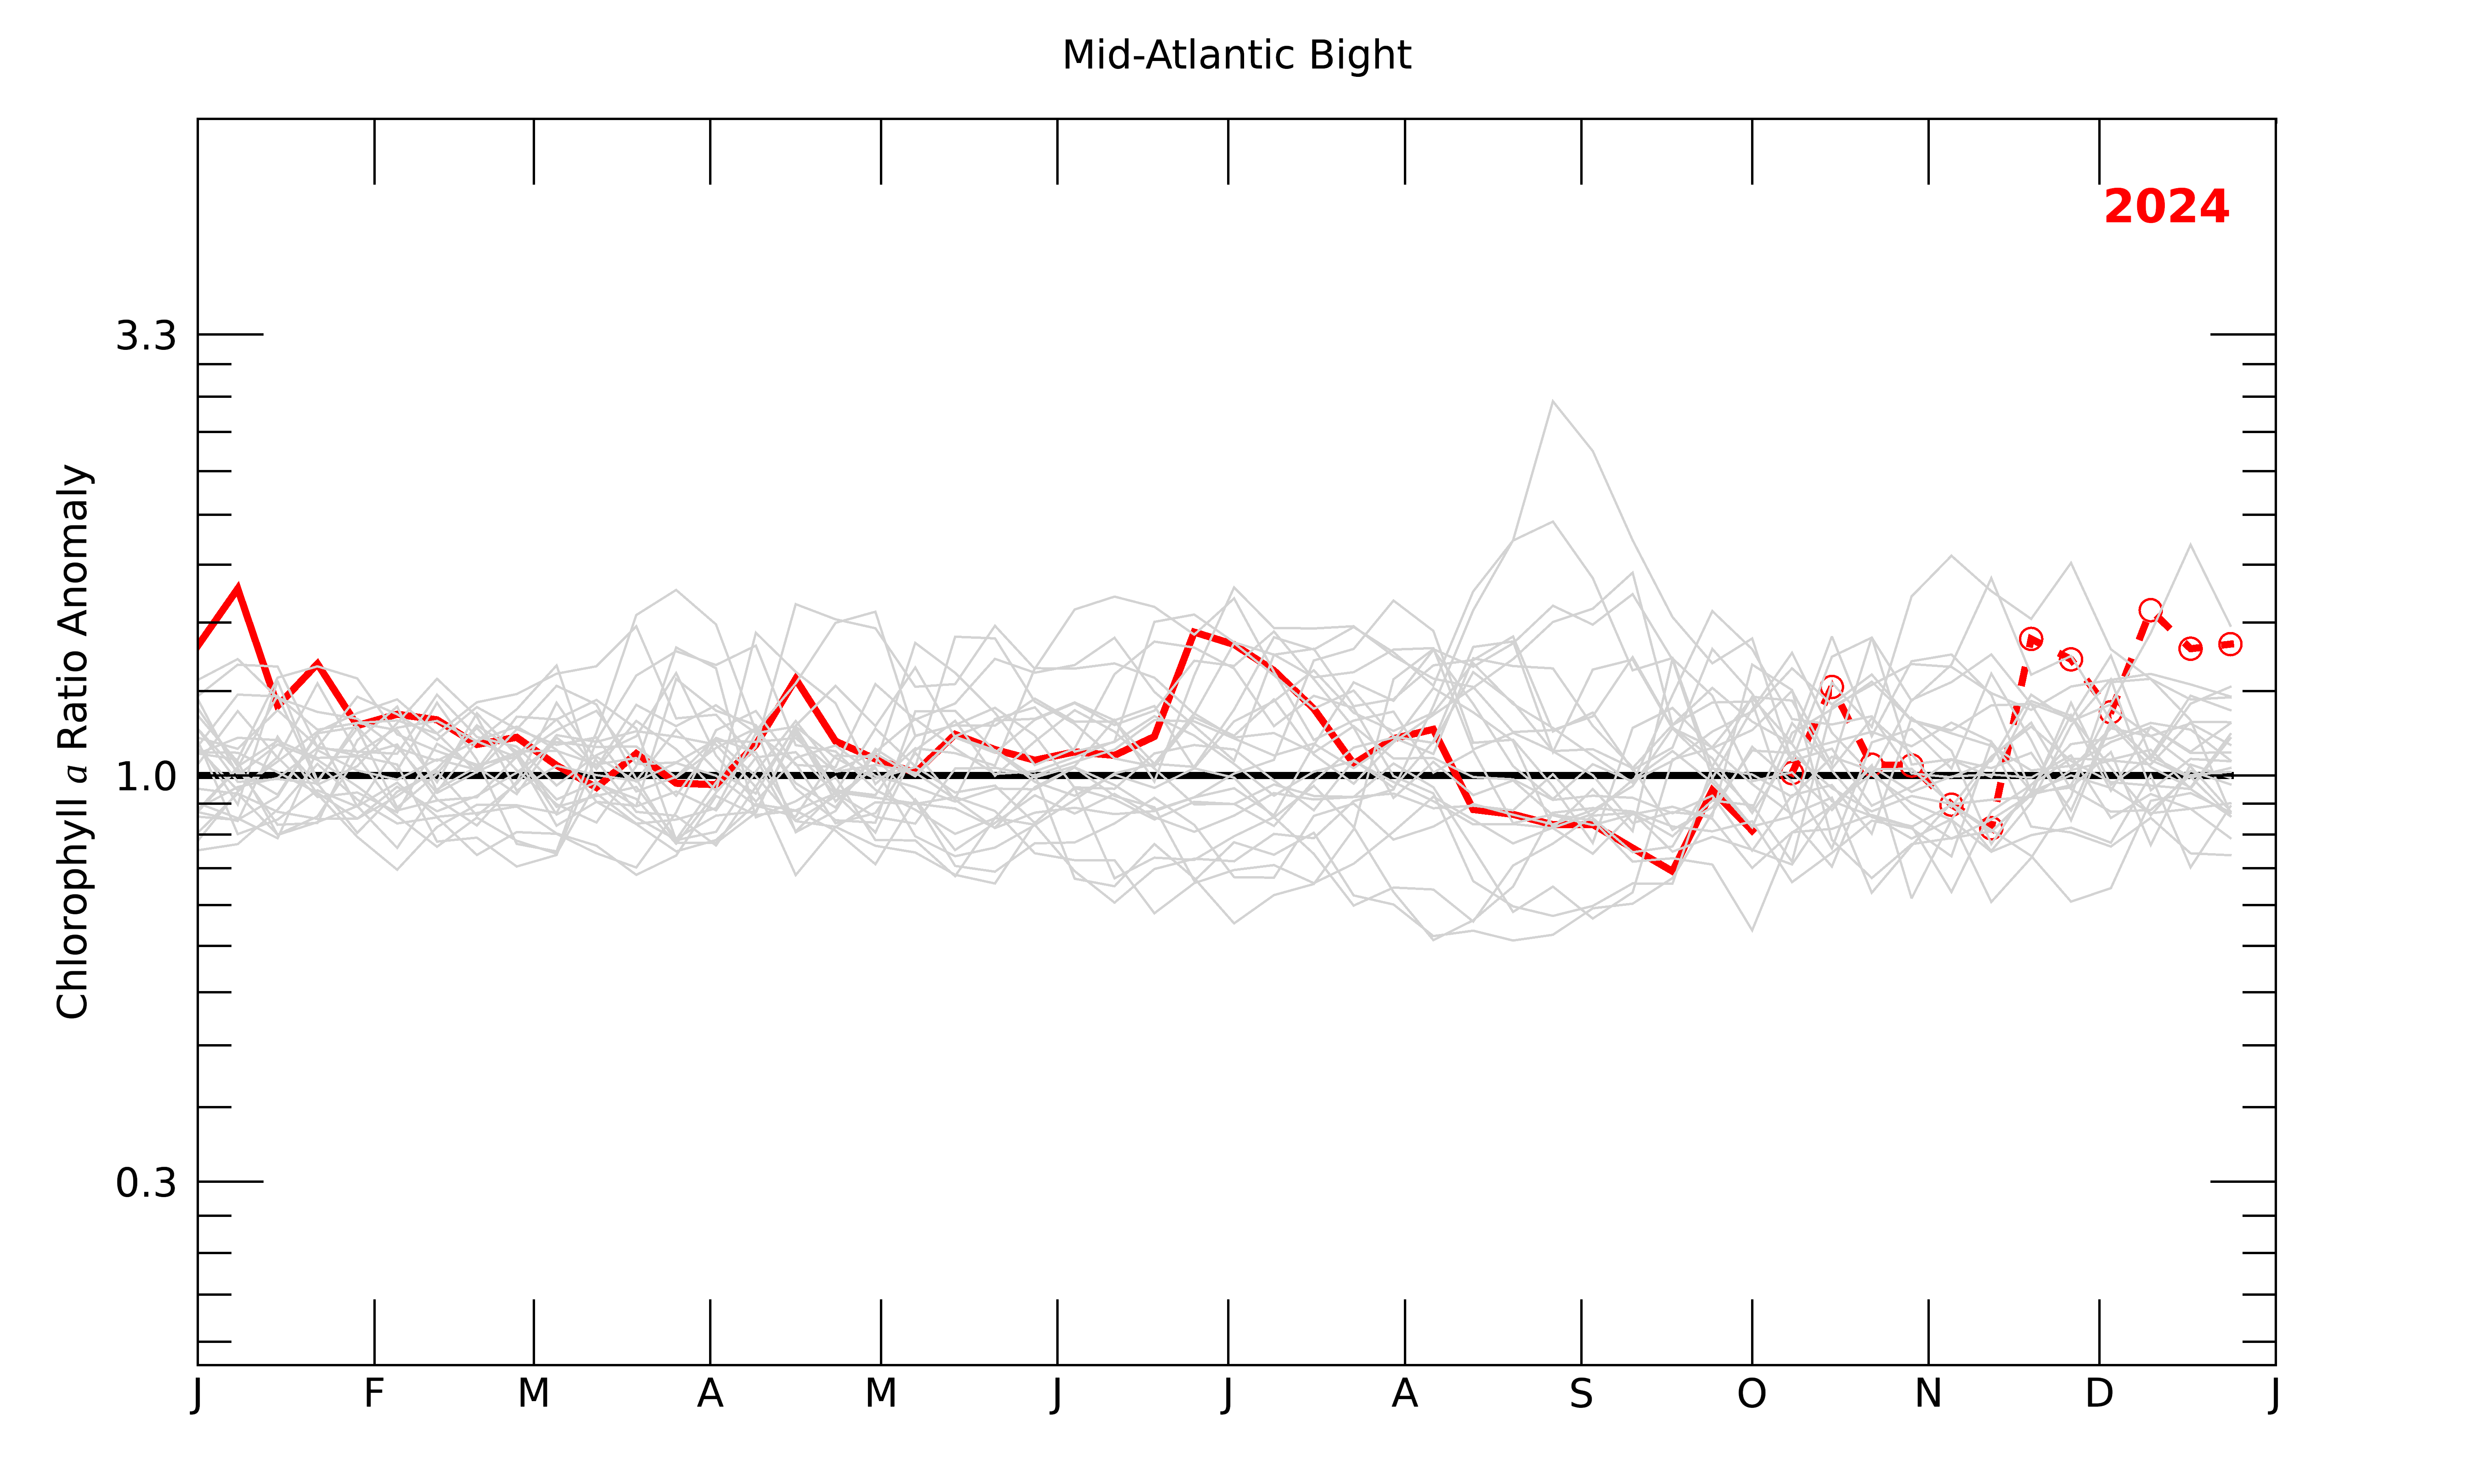 Mid-Atlantic Bight
2024
Chlorophyll a Ratio Anomaly
3.3
1.0
0.3
J F M A M J J A S O N D J